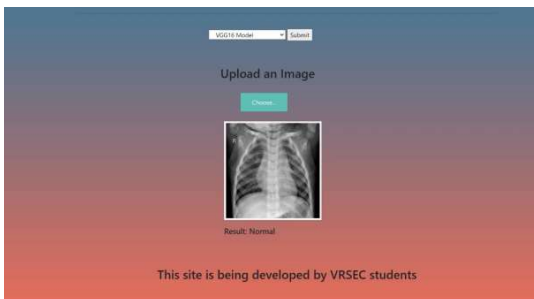 VGG16 Model Submit
Upload an Image
Choose...
R
Result: Normal
This site is being developed by VRSEC students